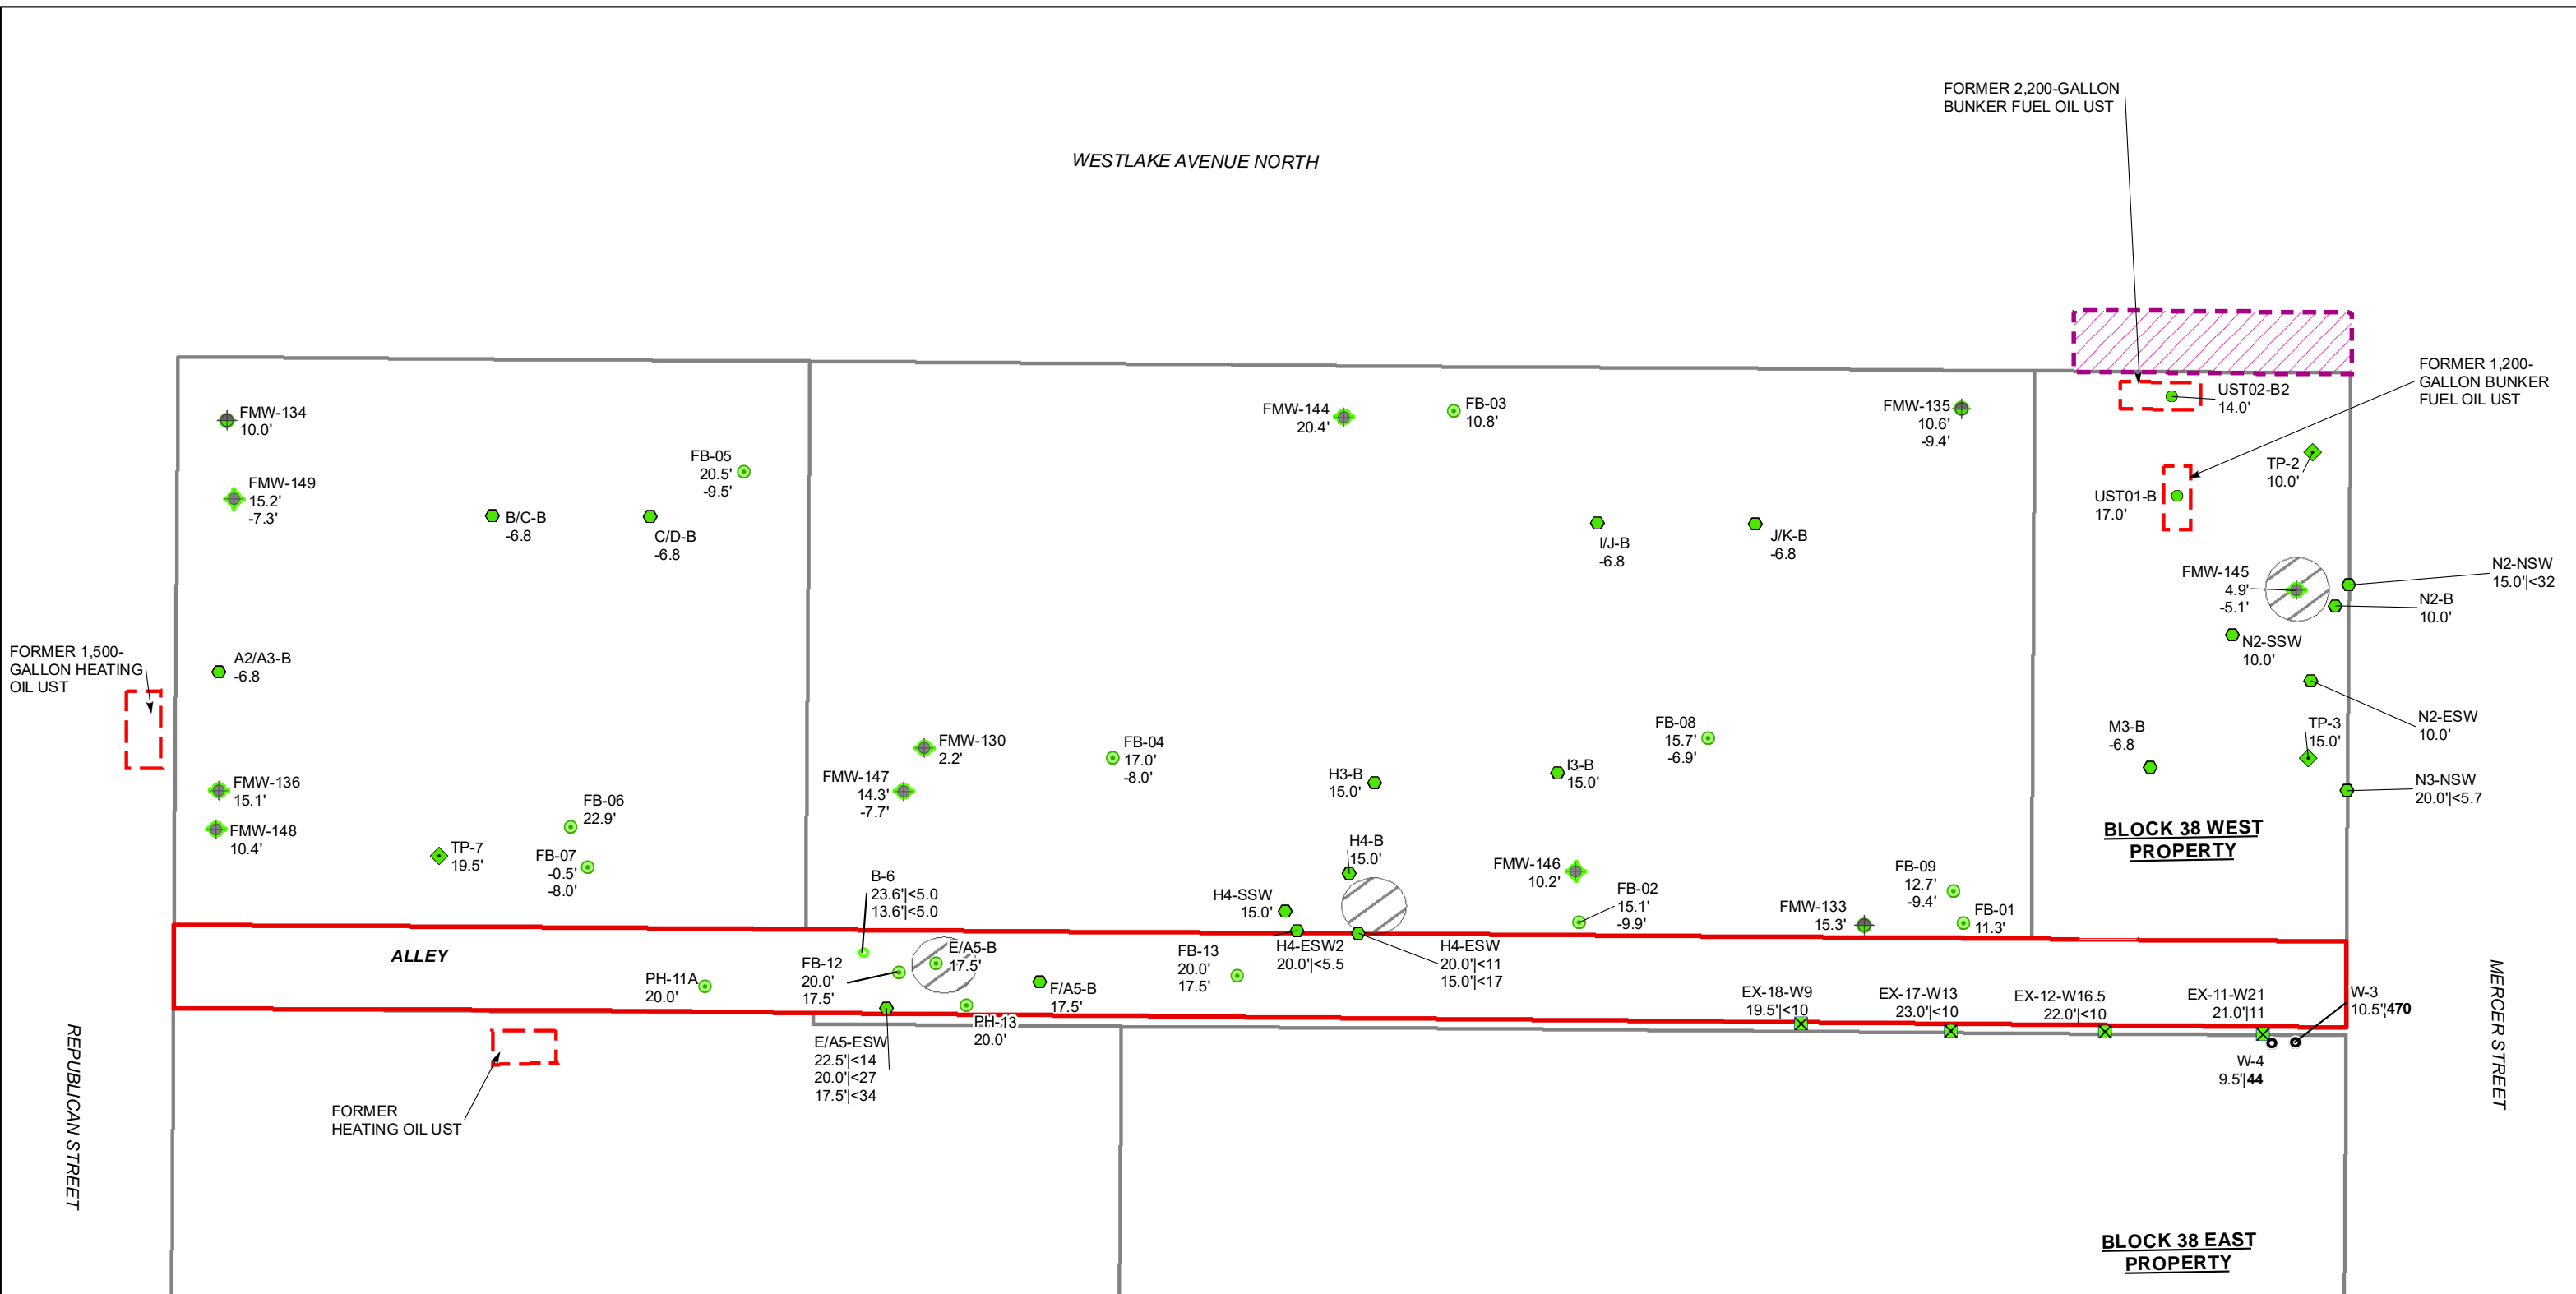 FORMER 2,200-GALLON
BUNKER FUEL OIL UST
WESTLAKE AVENUE NORTH
FORMER 1,200-
GALLON BUNKER
FUEL OIL UST
UST02-B2
14.0'
FMW-134
10.0'
FMW-144
20.4'
FB-03
10.8'
FMW-135
10.6'
-9.4'
FB-05
20.5'
-9.5'
TP-2
10.0'
FMW-149
15.2'
-7.3'
UST01-B
17.0'
B/C-B
-6.8
C/D-B
-6.8
I/J-B
-6.8
J/K-B
-6.8
FMW-145
4.9'
-5.1'
N2-NSW
15.0'|<32
N2-B
10.0'
N2-SSW
10.0'
FORMER 1,500-
GALLON HEATING
OIL UST
A2/A3-B
-6.8
N2-ESW
10.0'
M3-B
-6.8
TP-3
15.0'
FMW-130
2.2'
FB-04
17.0'
-8.0'
FB-08
15.7'
-6.9'
FMW-147
14.3'
-7.7'
H3-B
15.0'
I3-B
15.0'
FMW-136
15.1'
N3-NSW
20.0'|<5.7
FB-06
22.9'
FMW-148
10.4'
BLOCK 38 WEST
PROPERTY
TP-7
19.5'
FB-07
-0.5'
-8.0'
H4-B
15.0'
FMW-146
10.2'
B-6
23.6'|<5.0
13.6'|<5.0
H4-SSW
15.0'
FB-02
15.1'
-9.9'
FB-09
12.7'
-9.4'
FMW-133
15.3'
FB-01
11.3'
ALLEY
E/A5-B
17.5'
FB-12
20.0'
17.5'
FB-13
20.0'
17.5'
H4-ESW2
20.0'|<5.5
H4-ESW
20.0'|<11
15.0'|<17
PH-11A
20.0'
F/A5-B
17.5'
EX-18-W9
19.5'|<10
EX-17-W13
23.0'|<10
EX-12-W16.5
22.0'|<10
EX-11-W21
21.0'|11
W-3
10.5'|470
MERCER STREET
PH-13
20.0'
E/A5-ESW
22.5'|<14
20.0'|<27
17.5'|<34
W-4
9.5'|44
REPUBLICAN STREET
FORMER
HEATING OIL UST
BLOCK 38 EAST
PROPERTY